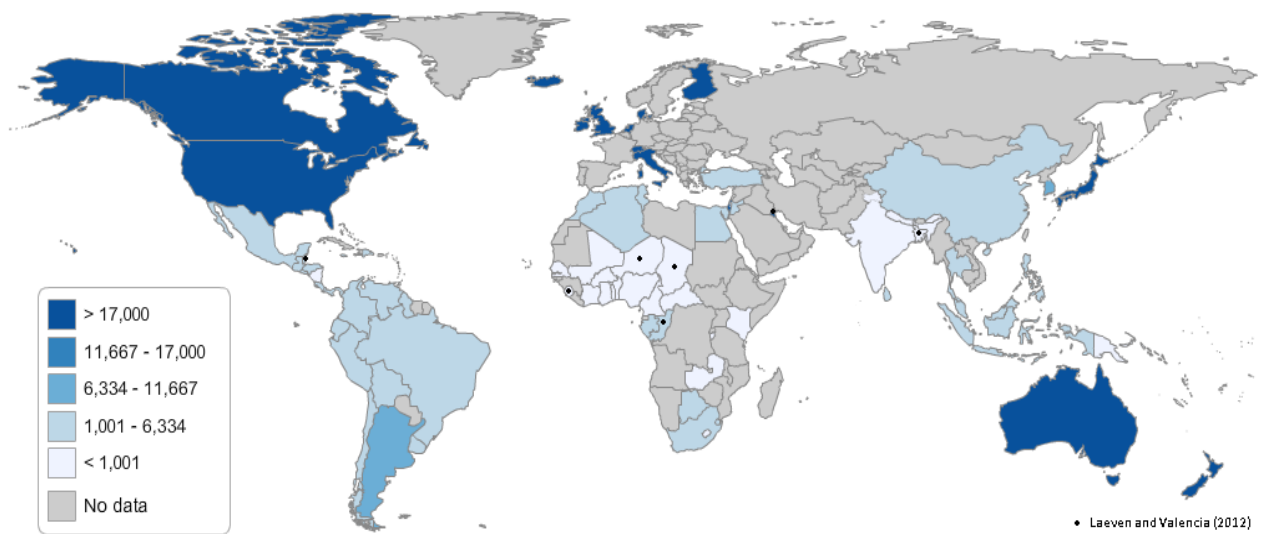 > 17,000
11,667 - 17,000
6,334 - 11,667
1,001 - 6,334
< 1,001
No data
Laeven and Valencia (2012)